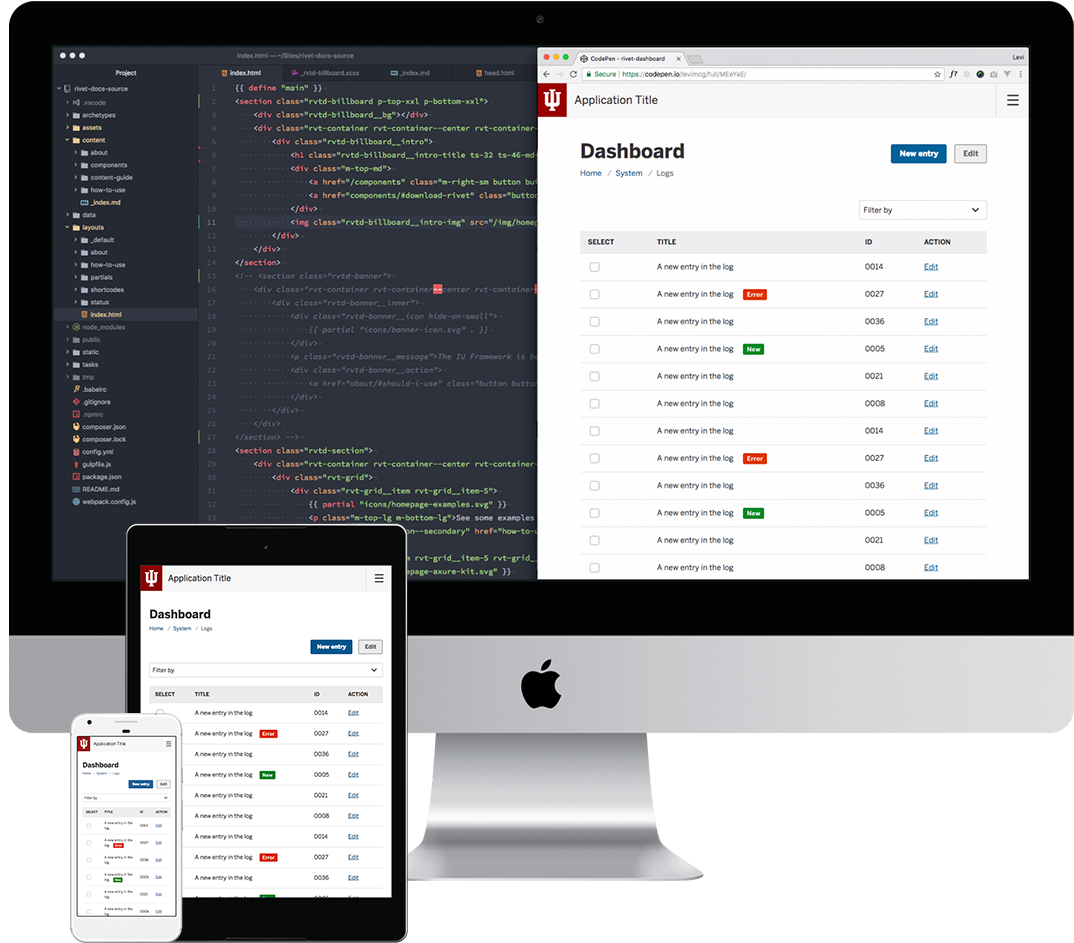 index.html — ~/Sites/rivet-docs-source
Project
rivet-docs-source
.vscode
archetypes
assets
content
about
components
content-guide
how-to-use
_index.md
data
layouts
_default
about
how-to-use
partials
shortcodes
status
index.html
node_modules
public
static
tasks
tmp
.babelrc
.gitignore
.npmrc
composer.json
composer.lock
config.yml
gulpfile.js
package.json
README.md
webpack.config.js
index.html
_rvtd-billboard.scss
_index.md
head.html
1 {{ define "main" }}
2 <section class="rvtd-billboard p-top-xxl p-bottom-xxl">
3 <div class="rvtd-billboard__bg"></div>
4 <div class="rvt-container rvt-container--center rvt-container
5 <div class="rvtd-billboard__intro">
6 <h1 class="rvtd-billboard__intro-title ts-32 ts-46-md
7 <div class="m-top-md">
8 <a href="/components" class="m-right-sm button but
9 <a href="components/#download-rivet" class="button
10 </div>
11 <img class="rvtd-billboard__intro-img" src="/img/homep
12 </div>
13 </div>
14 </section>
15 <!-- <section class="rvtd-banner">
16 <div class="rvt-container rvt-container--center rvt-container
17 <div class="rvtd-banner__inner">
18 <div class="rvtd-banner__icon hide-on-small">
19 {{ partial "icons/banner-icon.svg" . }}
20 </div>
21 <p class="rvtd-banner__message">The IU Framework is be
22 <div class="rvtd-banner__action">
23 <a href="about/#should-i-use" class="button button
24 </div>
25 </div>
26 </div>
27 </section> -->
28 <section class="rvtd-section">
29 <div class="rvt-container rvt-container--center rvt-container
30 <div class="rvt-grid">
31 <div class="rvt-grid__item rvt-grid__item-5">
32 {{ partial "icons/homepage-examples.svg" }}
33 <p class="m-top-lg m-bottom-lg">See some examples
on--secondary" href="how-to-u
m rvt-grid__item-5 rvt-grid_
epage-axure-kit.svg" }}
CodePen - rivet-dashboard
Levi
Secure
https://codepen.io/levimcg/full/MEeYaE/
Application Title
Dashboard
New entry
Edit
Home / System / Logs
Filter by
SELECT TITLE ID ACTION
A new entry in the log 0014 Edit
A new entry in the log Error 0027 Edit
A new entry in the log 0036 Edit
A new entry in the log New 0005 Edit
A new entry in the log 0021 Edit
A new entry in the log 0008 Edit
A new entry in the log 0014 Edit
A new entry in the log Error 0027 Edit
A new entry in the log 0036 Edit
A new entry in the log New 0005 Edit
A new entry in the log 0021 Edit
A new entry in the log 0008 Edit
Application Title
Dashboard
Home / System / Logs
New entry
Edit
Filter by
SELECT TITLE ID ACTION
A new entry in the log 0014 Edit
A new entry in the log Error 0027 Edit
A new entry in the log 0036 Edit
A new entry in the log New 0005 Edit
A new entry in the log 0021 Edit
A new entry in the log 0008 Edit
A new entry in the log 0014 Edit
A new entry in the log Error 0027 Edit
A new entry in the log 0036 Edit
Application Title
Dashboard
Home / System / Logs
New entry
Edit
Filter by
SELECT TITLE ID ACTION
A new entry in the
log 0014 Edit
A new entry in the
log Error 0027 Edit
A new entry in the
log 0036 Edit
A new entry in the
log New 0005 Edit
A new entry in the
log 0021 Edit
A new entry in the
log 0008 Edit